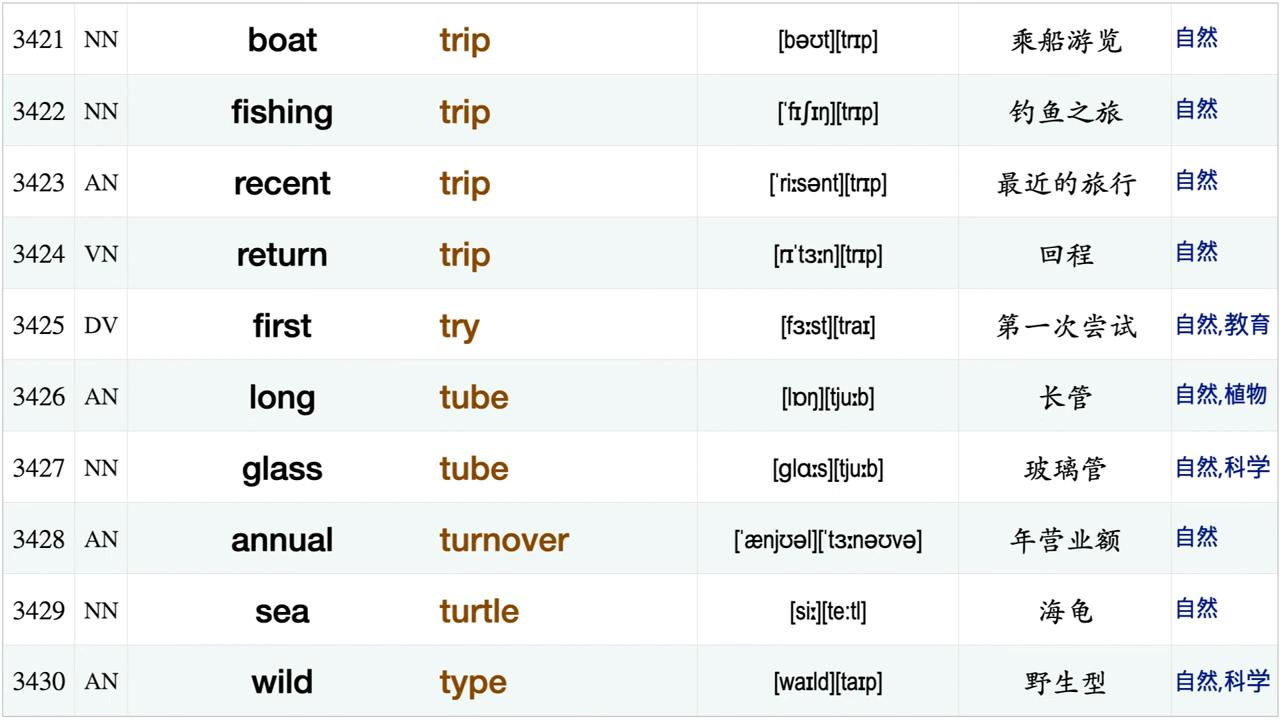 3421 NN boat trip [bəʊt][trɪp] 乘船游览 自然
3422 NN fishing trip [ˈfɪʃɪŋ][trɪp] 钓鱼之旅 自然
3423 AN recent trip [ˈriːsənt][trɪp] 最近的旅行 自然
3424 VN return trip [rɪˈtɜːn][trɪp] 回程 自然
3425 DV first try [fɜːst][traɪ] 第一次尝试 自然,教育
3426 AN long tube [lɒŋ][tjuːb] 长管 自然,植物
3427 NN glass tube [glɑːs][tjuːb] 玻璃管 自然,科学
3428 AN annual turnover [ˈænjʊəl][ˈtɜːnəʊvə] 年营业额 自然
3429 NN sea turtle [siː][te:tl] 海龟 自然
3430 AN wild type [waɪld][taɪp] 野生型 自然,科学